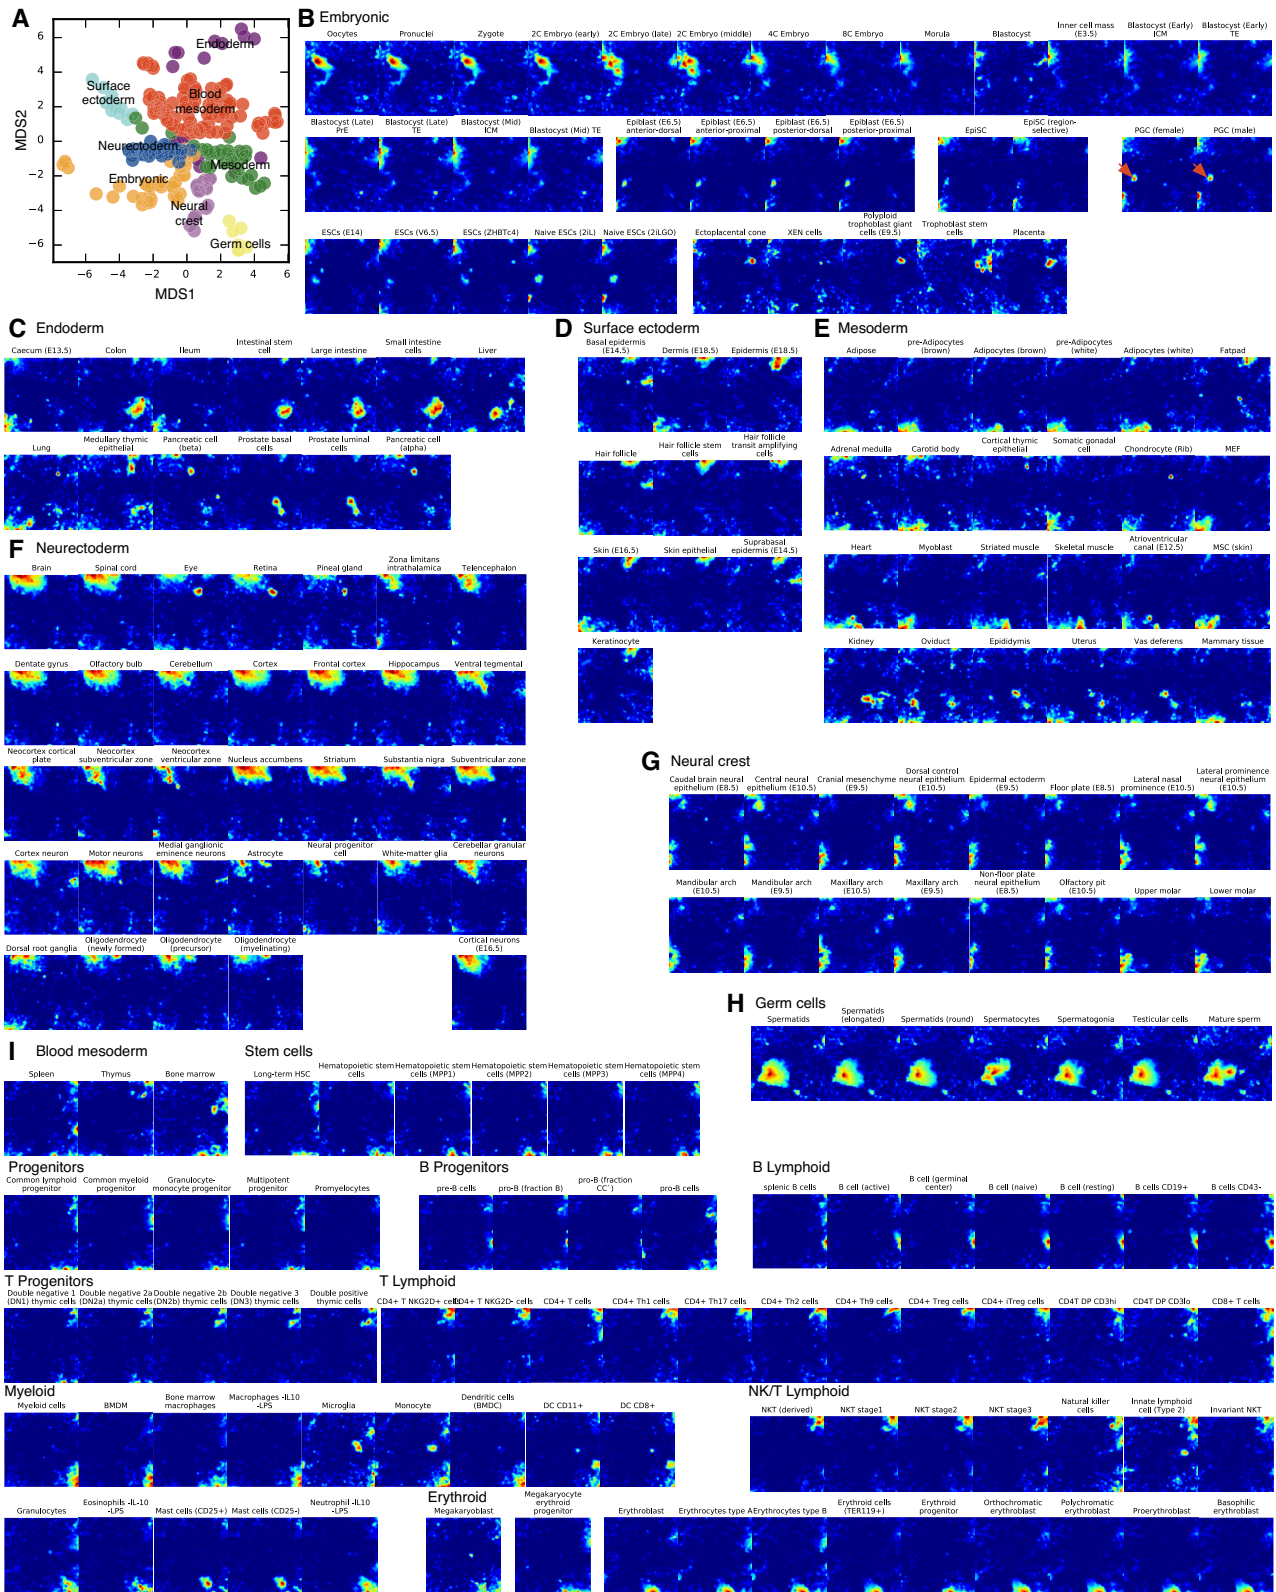 A
6
4
2
0
−2
−4
−6
−6
−4
−2
0
2
4
6
MDS2
MDS1
Endoderm
Surface
ectoderm
Blood
mesoderm
Neurectoderm
Mesoderm
Embryonic
Neural
crest
Germ cells
B Embryonic
Oocytes Pronuclei Zygote 2C Embryo (early) 2C Embryo (late) 2C Embryo (middle) 4C Embryo 8C Embryo Morula Blastocyst Inner cell mass (E3.5) Blastocyst (Early) ICM Blastocyst (Early) TE
Blastocyst (Late) PrE Blastocyst (Late) TE Blastocyst (Mid) ICM Blastocyst (Mid) TE Epiblast (E6.5) anterior-dorsal Epiblast (E6.5) anterior-proximal Epiblast (E6.5) posterior-dorsal Epiblast (E6.5) posterior-proximal EpiSC EpiSC (region-selective) PGC (female) PGC (male)
ESCs (E14) ESCs (V6.5) ESCs (ZHBTc4) Naive ESCs (2iL) Naive ESCs (2iLGO) Ectoplacental cone XEN cells Polyploid trophoblast giant cells (E9.5) Trophoblast stem cells Placenta
C Endoderm
Caecum (E13.5) Colon Ileum Intestinal stem cell Large intestine Small intestine cells Liver
Lung Medullary thymic epithelial Pancreatic cell (beta) Prostate basal cells Prostate luminal cells Pancreatic cell (alpha)
D Surface ectoderm
Basal epidermis (E14.5) Dermis (E18.5) Epidermis (E18.5)
Hair follicle Hair follicle stem cells Hair follicle transit amplifying cells
Skin (E16.5) Skin epithelial Suprabasal epidermis (E14.5)
Keratinocyte
E Mesoderm
Adipose pre-Adipocytes (brown) Adipocytes (brown) pre-Adipocytes (white) Adipocytes (white) Fatpad
Adrenal medulla Carotid body Cortical thymic epithelial Somatic gonadal cell Chondrocyte (Rib) MEF
Heart Myoblast Striated muscle Skeletal muscle Atrioventricular canal (E12.5) MSC (skin)
Kidney Oviduct Epididymis Uterus Vas deferens Mammary tissue
F Neurectoderm
Brain Spinal cord Eye Retina Pineal gland Zona limitans intrathalamica Telencephalon
Dentate gyrus Olfactory bulb Cerebellum Cortex Frontal cortex Hippocampus Ventral tegmental
Neocortex cortical plate Neocortex subventricular zone Neocortex ventricular zone Nucleus accumbens Striatum Substantia nigra Subventricular zone
Cortex neuron Motor neurons Medial ganglionic eminence neurons Astrocyte Neural progenitor cell White-matter glia Cerebellar granular neurons
Dorsal root ganglia Oligodendrocyte (newly formed) Oligodendrocyte (precursor) Oligodendrocyte (myelinating) Cortical neurons (E16.5)
G Neural crest
Caudal brain neural epithelium (E8.5) Central neural epithelium (E10.5) Cranial mesenchyme (E9.5) Dorsal control neural epithelium (E10.5) Epidermal ectoderm (E9.5) Floor plate (E8.5) Lateral nasal prominence (E10.5) Lateral prominence neural epithelium (E10.5)
Mandibular arch (E10.5) Mandibular arch (E9.5) Maxillary arch (E10.5) Maxillary arch (E9.5) Non-floor plate neural epithelium (E8.5) Olfactory pit (E10.5) Upper molar Lower molar
H Germ cells
Spermatids Spermatids (elongated) Spermatids (round) Spermatocytes Spermatogonia Testicular cells Mature sperm
I Blood mesoderm
Spleen Thymus Bone marrow
Stem cells
Long-term HSC Hematopoietic stem cells Hematopoietic stem cells (MPP1) Hematopoietic stem cells (MPP2) Hematopoietic stem cells (MPP3) Hematopoietic stem cells (MPP4)
Progenitors
Common lymphoid progenitor Common myeloid progenitor Granulocyte-monocyte progenitor Multipotent progenitor Promyelocytes
B Progenitors
pre-B cells pro-B (fraction B) pro-B (fraction CC`) pro-B cells
B Lymphoid
splenic B cells B cell (active) B cell (germinal center) B cell (naive) B cell (resting) B cells CD19+ B cells CD43-
T Progenitors
Double negative 1 (DN1) thymic cells Double negative 2a (DN2a) thymic cells Double negative 2b (DN2b) thymic cells Double negative 3 (DN3) thymic cells Double positive thymic cells
T Lymphoid
CD4+ T NKG2D+ cells CD4+ T NKG2D- cells CD4+ T cells CD4+ Th1 cells CD4+ Th17 cells CD4+ Th2 cells CD4+ Th9 cells CD4+ Treg cells CD4+ iTreg cells CD4T DP CD3hi CD4T DP CD3lo CD8+ T cells
Myeloid
Myeloid cells BMDM Bone marrow macrophages Macrophages -IL10 -LPS Microglia Monocyte Dendritic cells (BMDC) DC CD11+ DC CD8+
Granulocytes Eosinophils -IL-10 -LPS Mast cells (CD25+) Mast cells (CD25-) Neutrophil -IL10 -LPS
NK/T Lymphoid
NKT (derived) NKT stage1 NKT stage2 NKT stage3 Natural killer cells Innate lymphoid cell (Type 2) Invariant NKT
Erythroid
Megakaryoblast Megakaryocyte erythroid progenitor Erythroblast Erythrocytes type A Erythrocytes type B Erythroid cells (TER119+) Erythroid progenitor Orthochromatic erythroblast Polychromatic erythroblast Proerythroblast Basophilic erythroblast